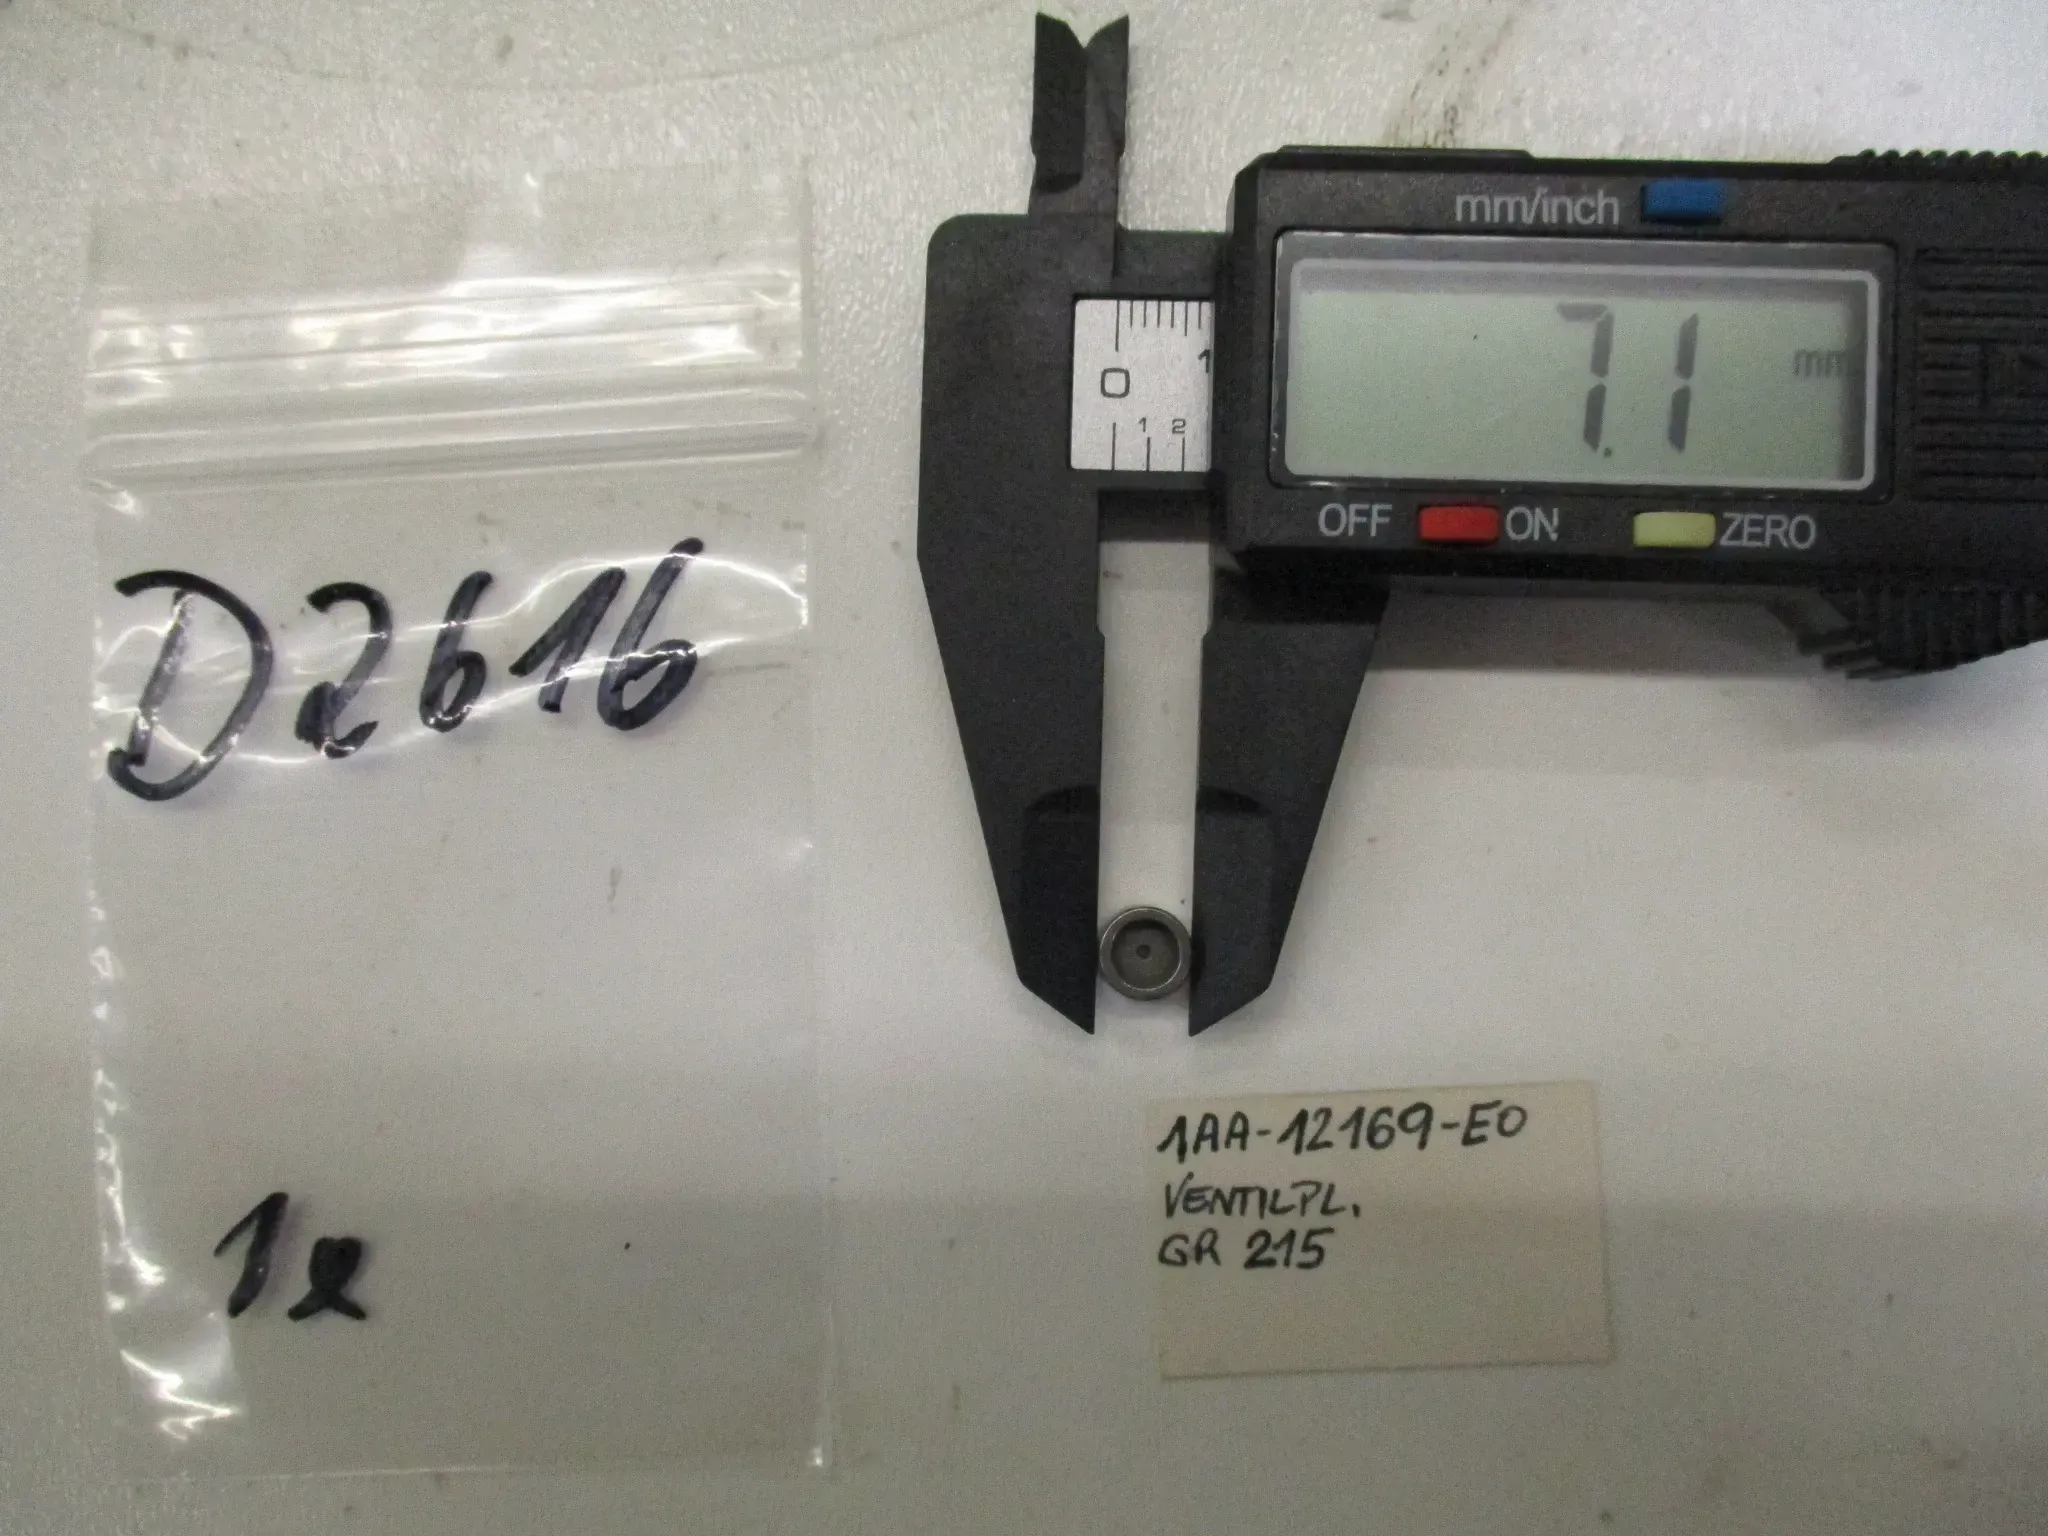 D2616
1x
mm/inch
7.1 mm
OFF ON ZERO
0 1
1 2
1AA-12169-E0
VENTILPL.
GR 215